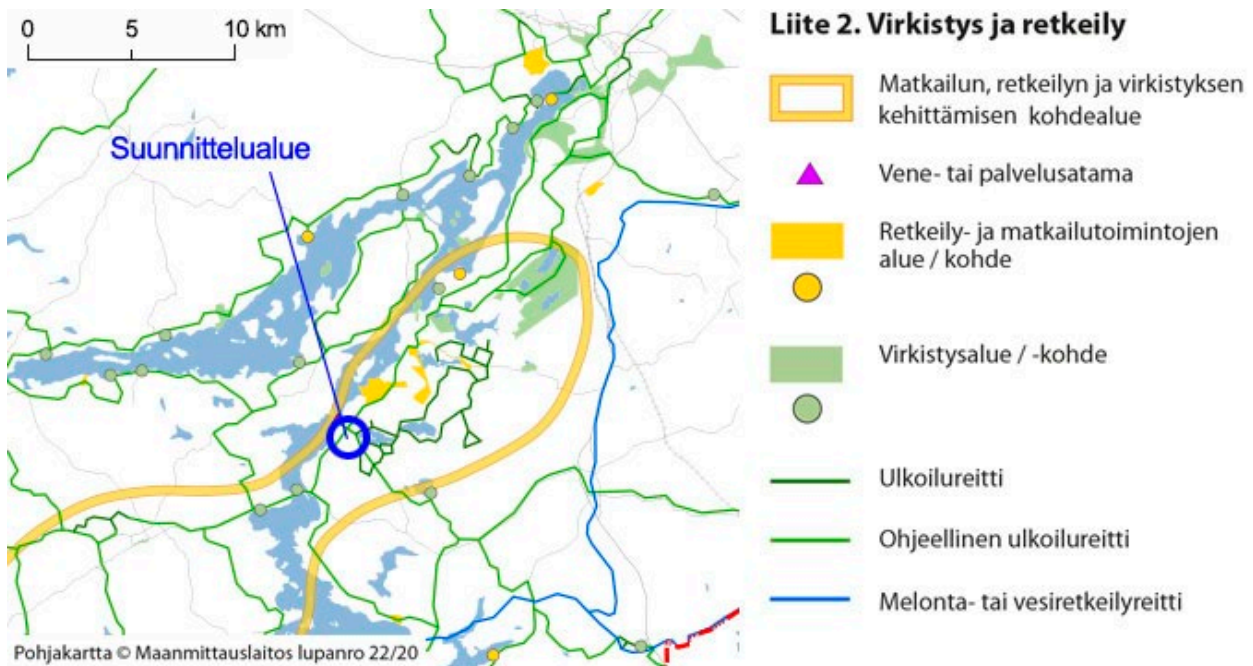 0 5 10 km
Suunnittelualue
Pohjakartta © Maanmittauslaitos lupanro 22/20
Liite 2. Virkistys ja retkeily
Matkailun, retkeilyn ja virkistyksen
kehittämisen kohdealue
Vene- tai palvelusatama
Retkeily- ja matkailutoimintojen
alue / kohde
Virkistysalue / -kohde
Ulkoilureitti
Ohjeellinen ulkoilureitti
Melonta- tai vesiretkeilyreitti